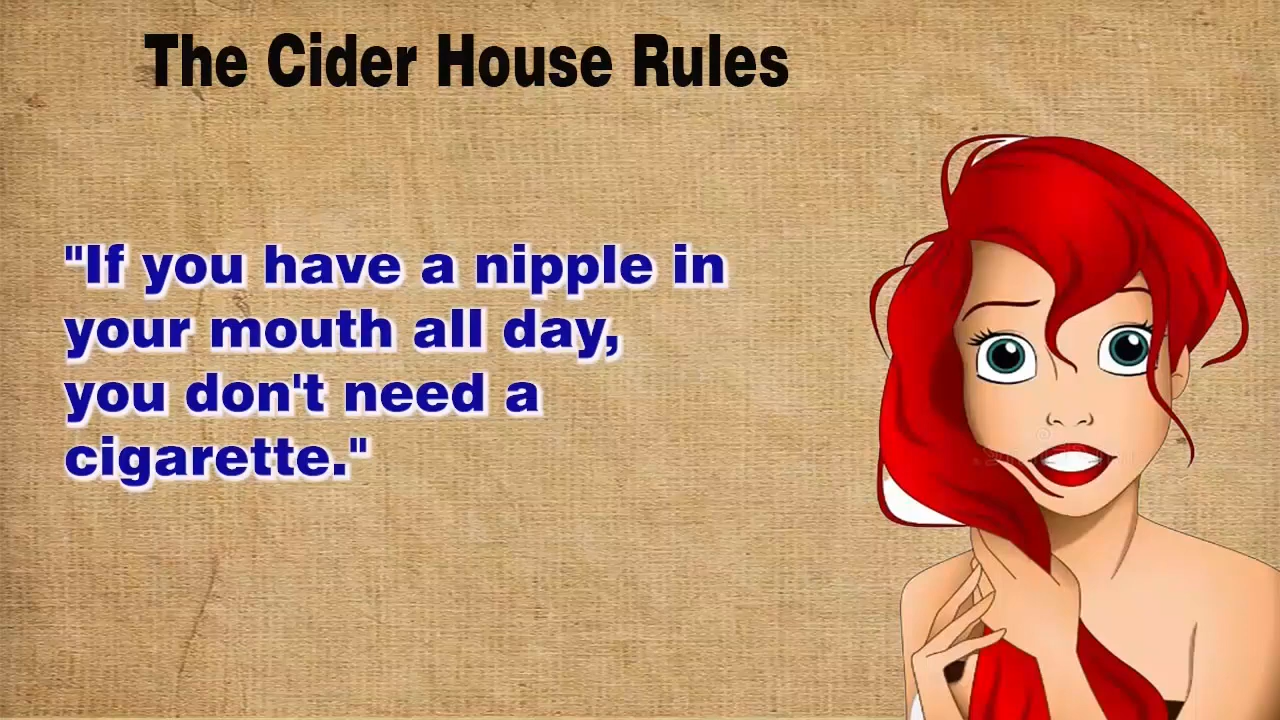 The Cider House Rules
"If you have a nipple in
your mouth all day,
you don't need a
cigarette."